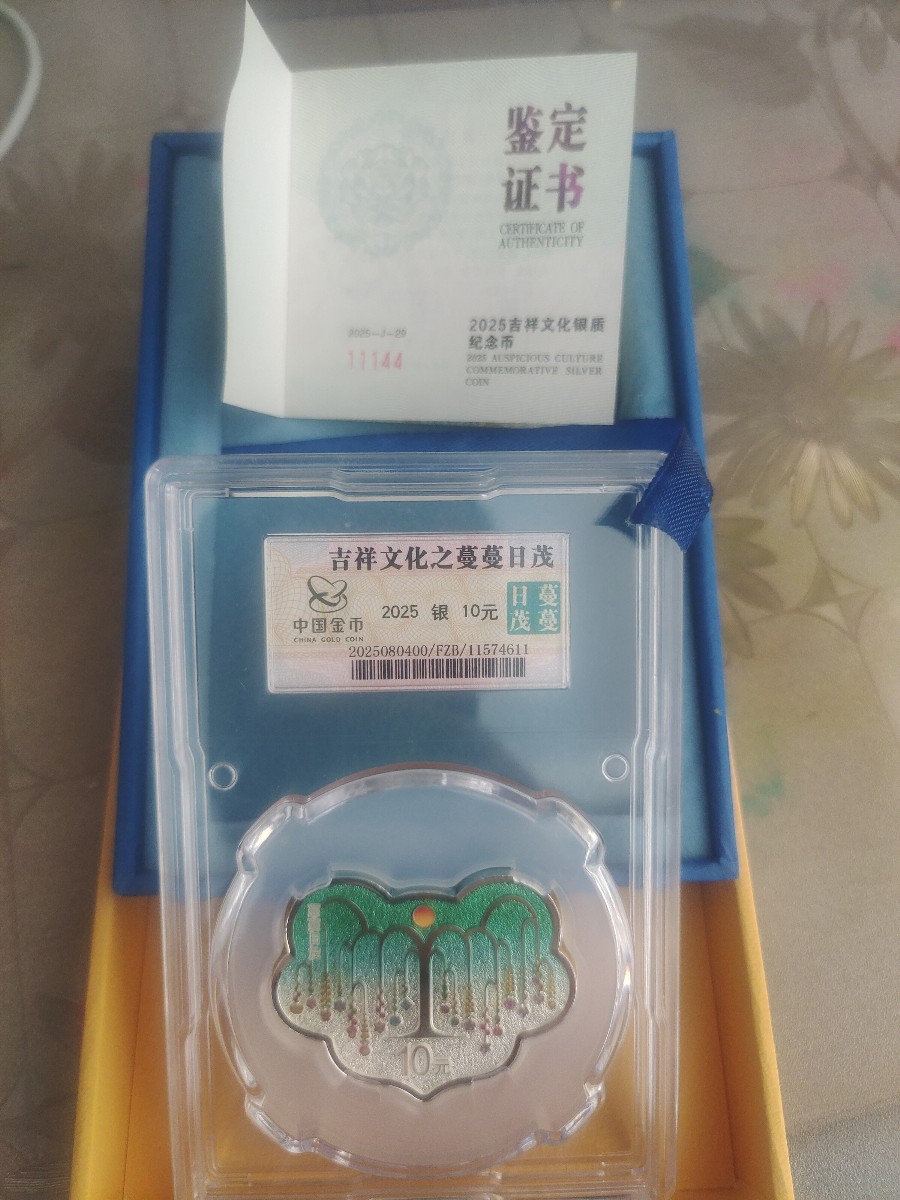 鉴定
证书
CERTIFICATE OF
AUTHENTICITY
2025吉祥文化银质
纪念币
2025 AUSPICIOUS CULTURE
COMMEMORATIVE SILVER
COIN
11144
吉祥文化之蔓蔓日茂
中国金币
CHINA GOLD COIN
2025 银 10元
日蔓
茂蔓
2025080400/FZB/11574611
10元